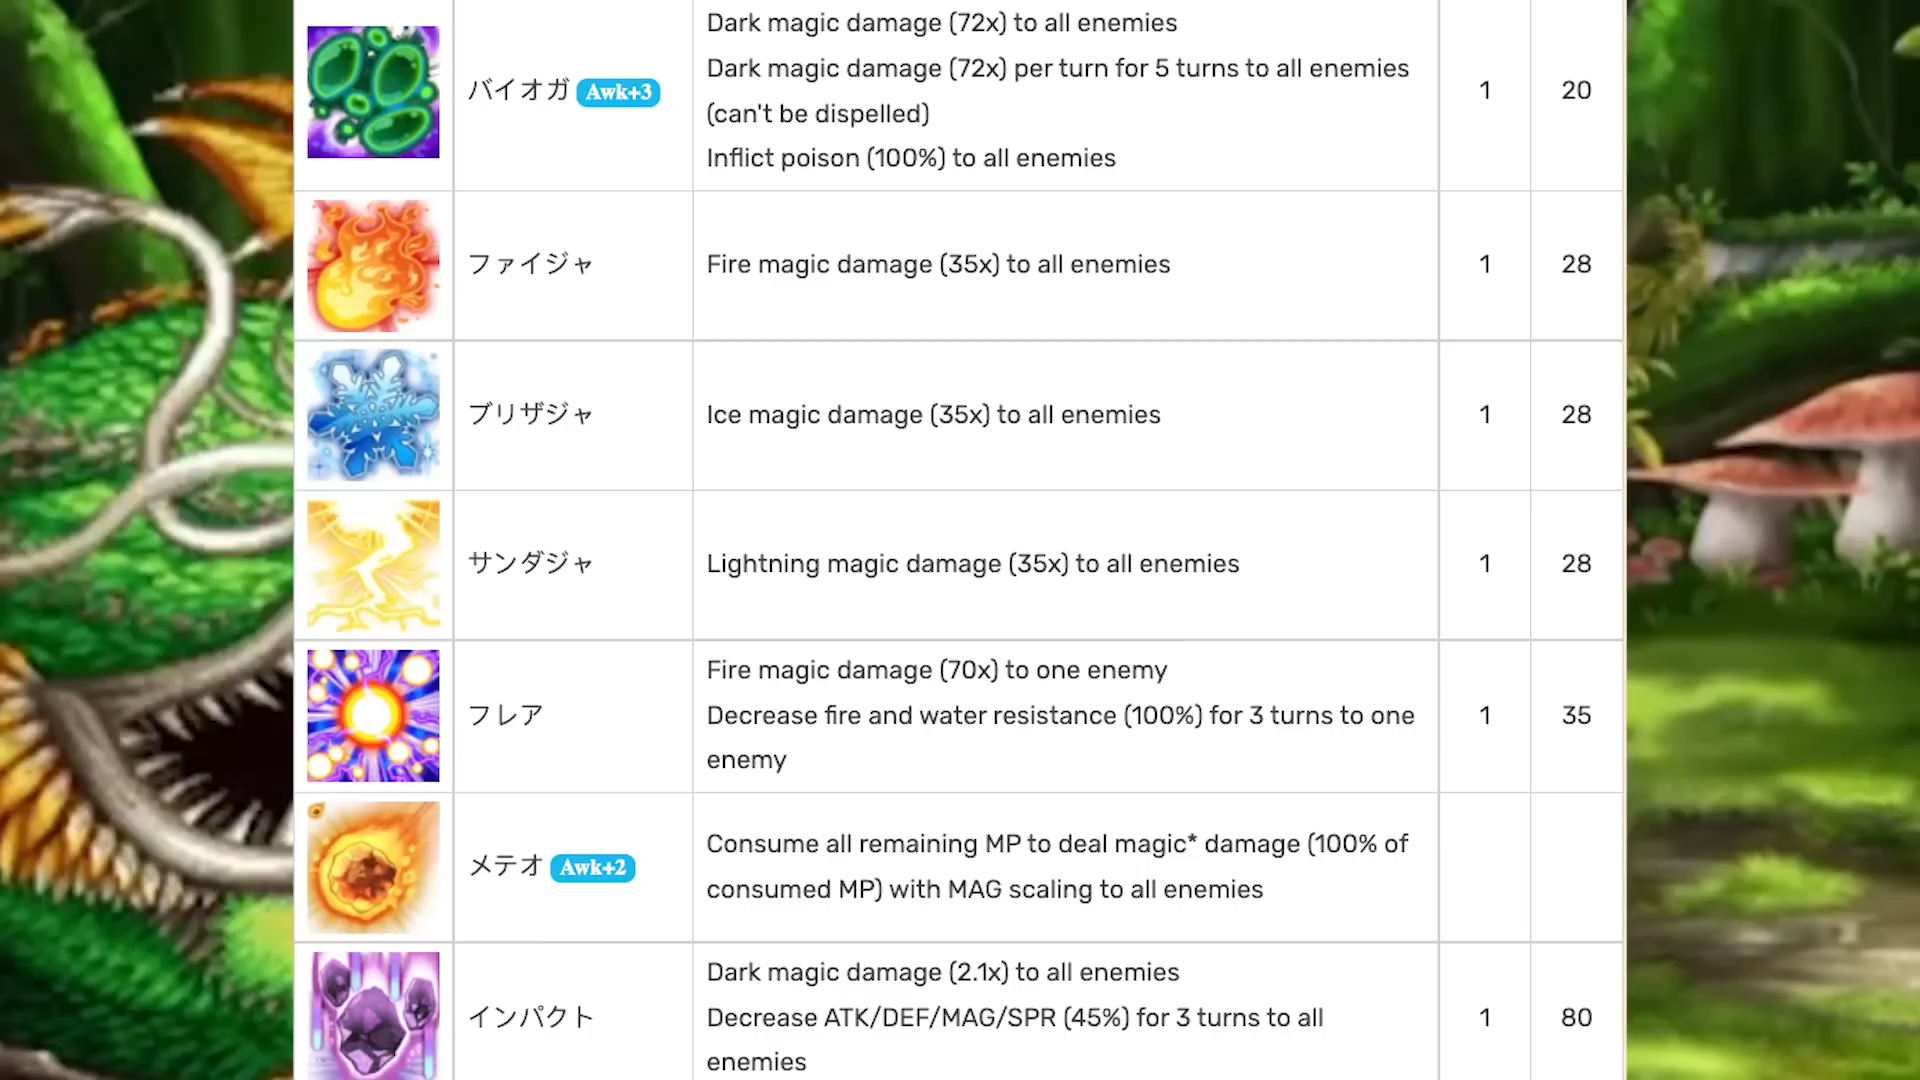 Dark magic damage (72x) to all enemies
Dark magic damage (72x) per turn for 5 turns to all enemies
(can't be dispelled)
Inflict poison (100%) to all enemies
バイオガ Awk+3
1
20
ファイジャ
Fire magic damage (35x) to all enemies
1
28
ブリザジャ
Ice magic damage (35x) to all enemies
1
28
サンダジャ
Lightning magic damage (35x) to all enemies
1
28
フレア
Fire magic damage (70x) to one enemy
Decrease fire and water resistance (100%) for 3 turns to one
enemy
1
35
メテオ Awk+2
Consume all remaining MP to deal magic* damage (100% of
consumed MP) with MAG scaling to all enemies
インパクト
Dark magic damage (2.1x) to all enemies
Decrease ATK/DEF/MAG/SPR (45%) for 3 turns to all
enemies
1
80